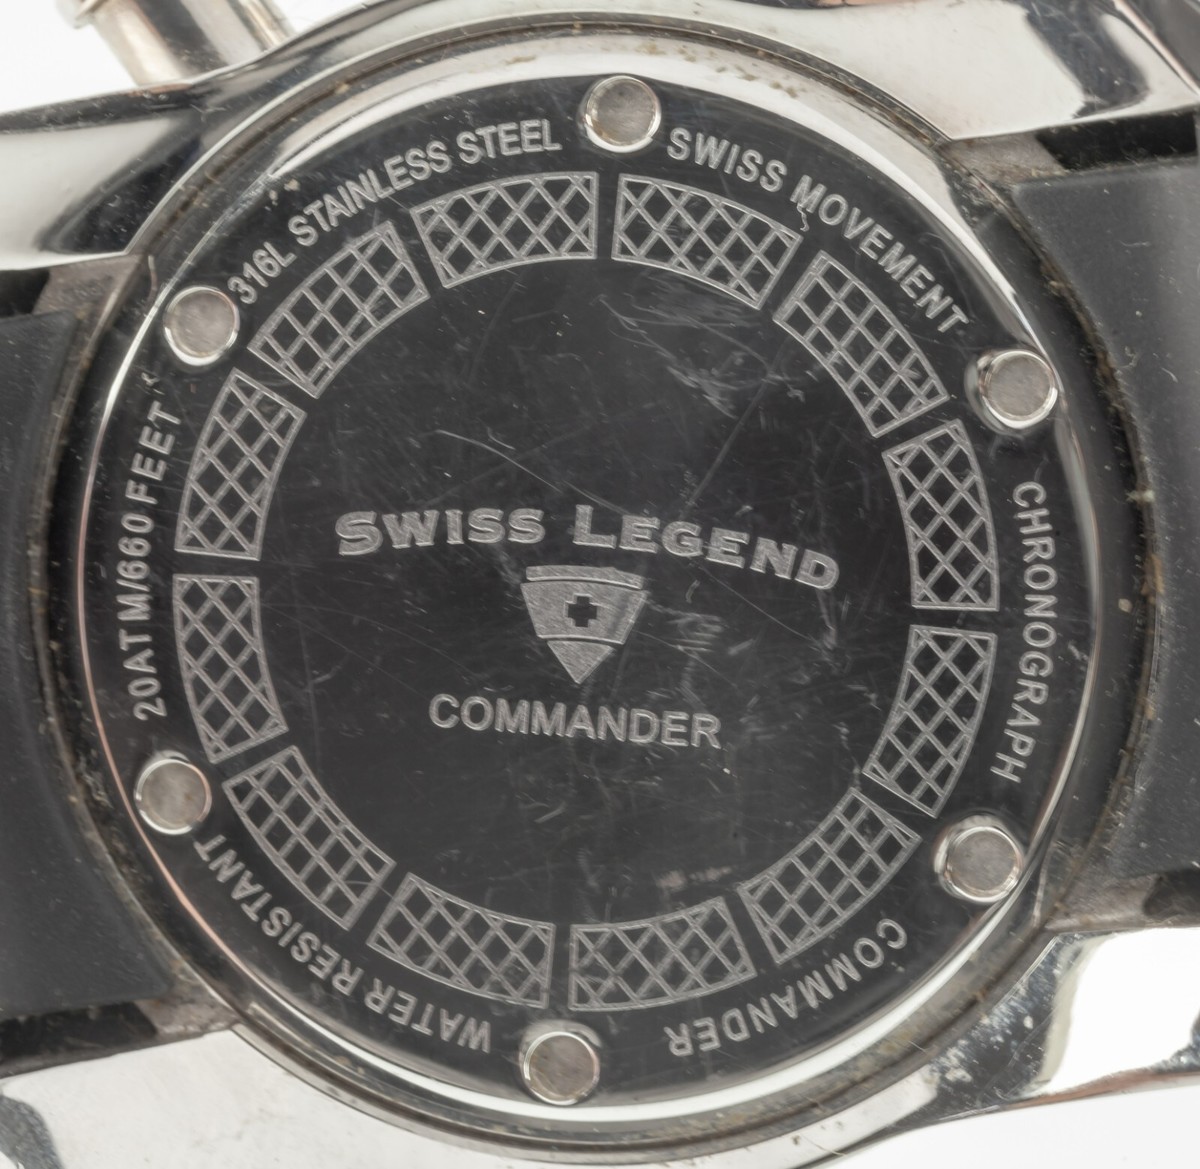 SWISS LEGEND
COMMANDER
316L STAINLESS STEEL
SWISS MOVEMENT
CHRONOGRAPH
COMMANDER
WATER RESISTANT
20ATM/660 FEET